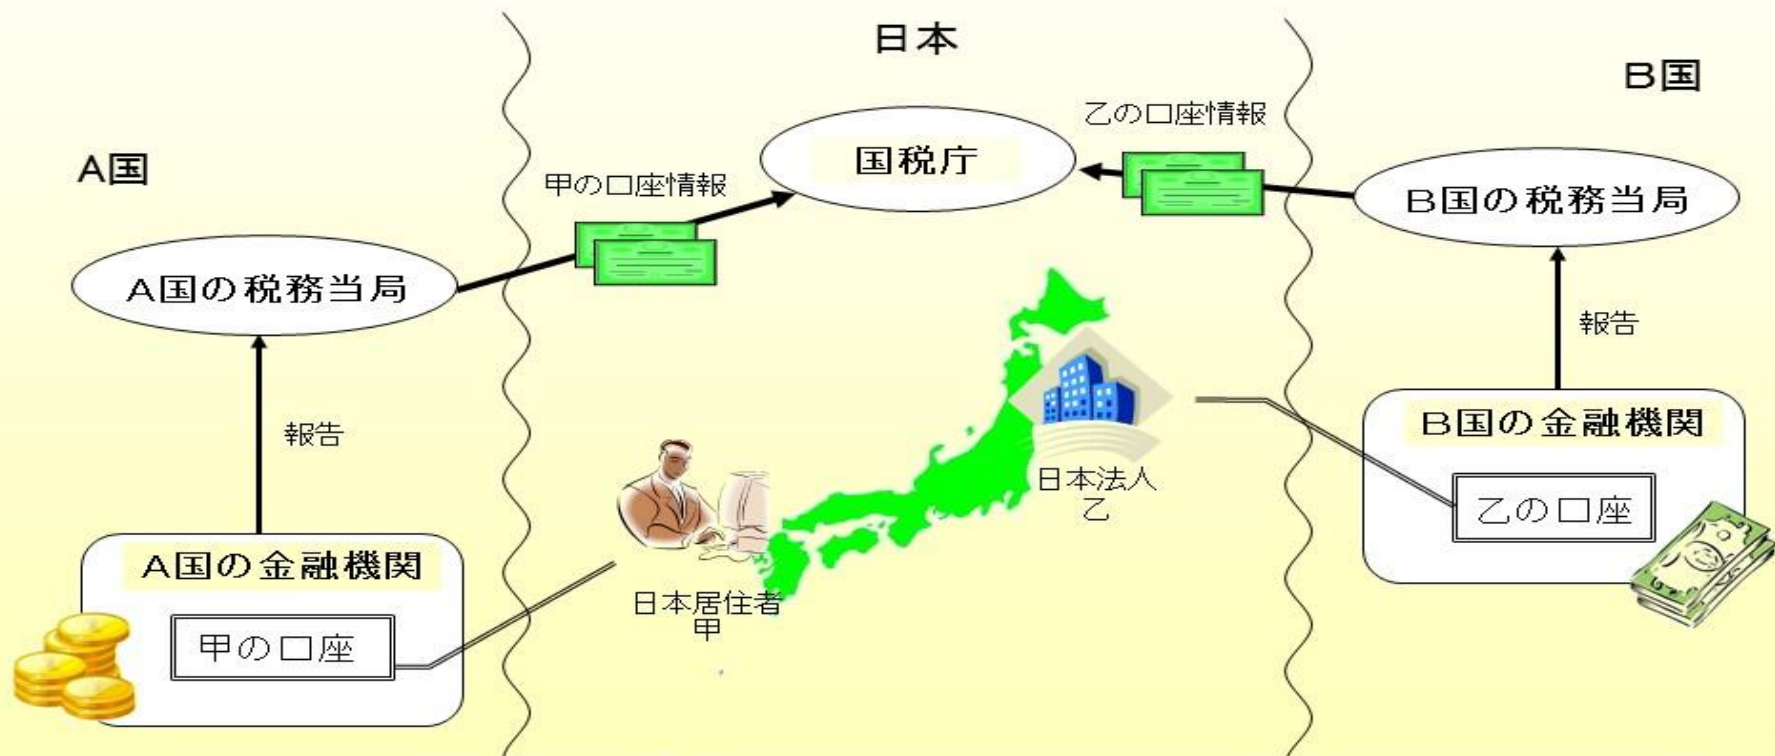 日本
B国
A国
乙の口座情報
国税庁
甲の口座情報
B国の税務当局
A国の税務当局
報告
報告
B国の金融機関
乙の口座
日本法人
乙
A国の金融機関
甲の口座
日本居住者
甲